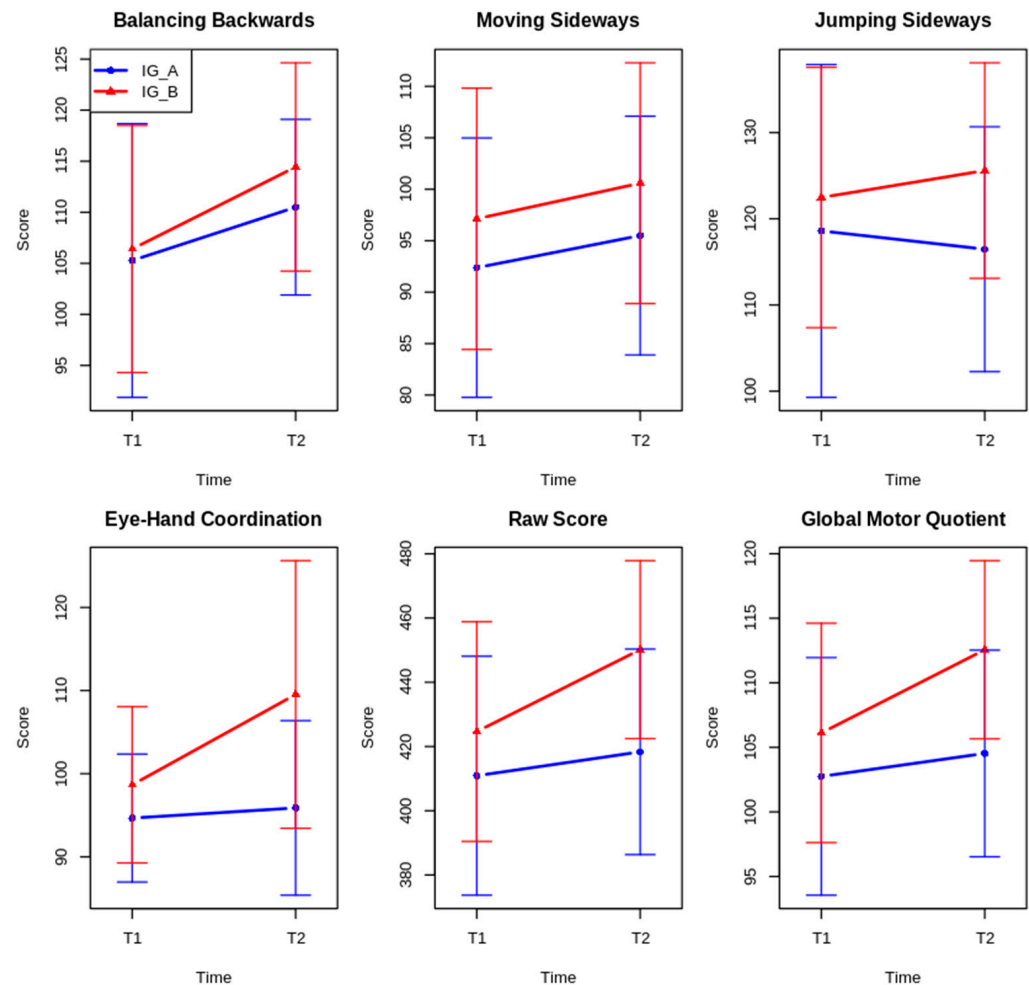 Balancing Backwards
Moving Sideways
Jumping Sideways
IG_A
IG_B
Score
95
100
105
110
115
120
125
T1
T2
Time
Score
80
85
90
95
100
105
110
T1
T2
Time
Score
100
110
120
130
T1
T2
Time
Eye-Hand Coordination
Raw Score
Global Motor Quotient
Score
90
100
110
120
T1
T2
Time
Score
380
400
420
440
460
480
T1
T2
Time
Score
95
100
105
110
115
120
T1
T2
Time